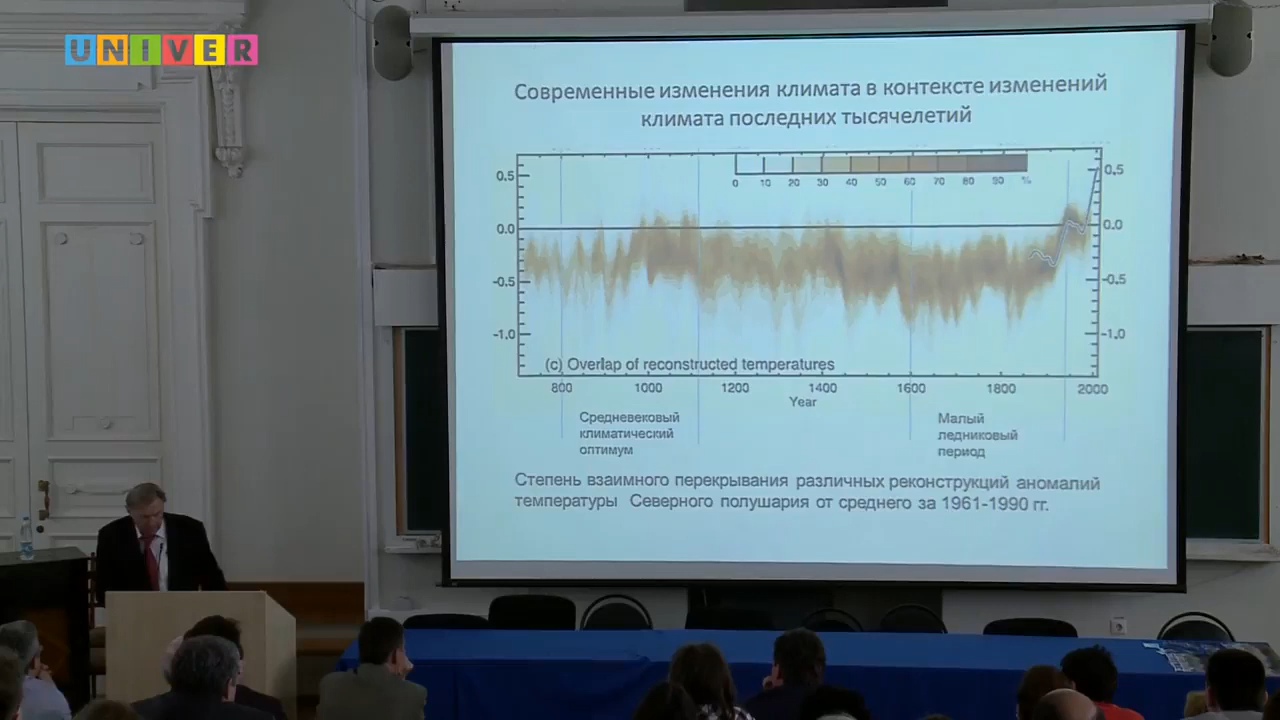 UNIVER
Современные изменения климата в контексте изменений
климата последних тысячелетий
0 10 20 30 40 50 60 70 80 90 %
0.5 0.5
0.0 0.0
-0.5 -0.5
-1.0 -1.0
(c) Overlap of reconstructed temperatures
800 1000 1200 1400 1600 1800 2000
Year
Средневековый
климатический
оптимум
Малый
ледниковый
период
Степень взаимного перекрывания различных реконструкций аномалий
температуры Северного полушария от среднего за 1961-1990 гг.